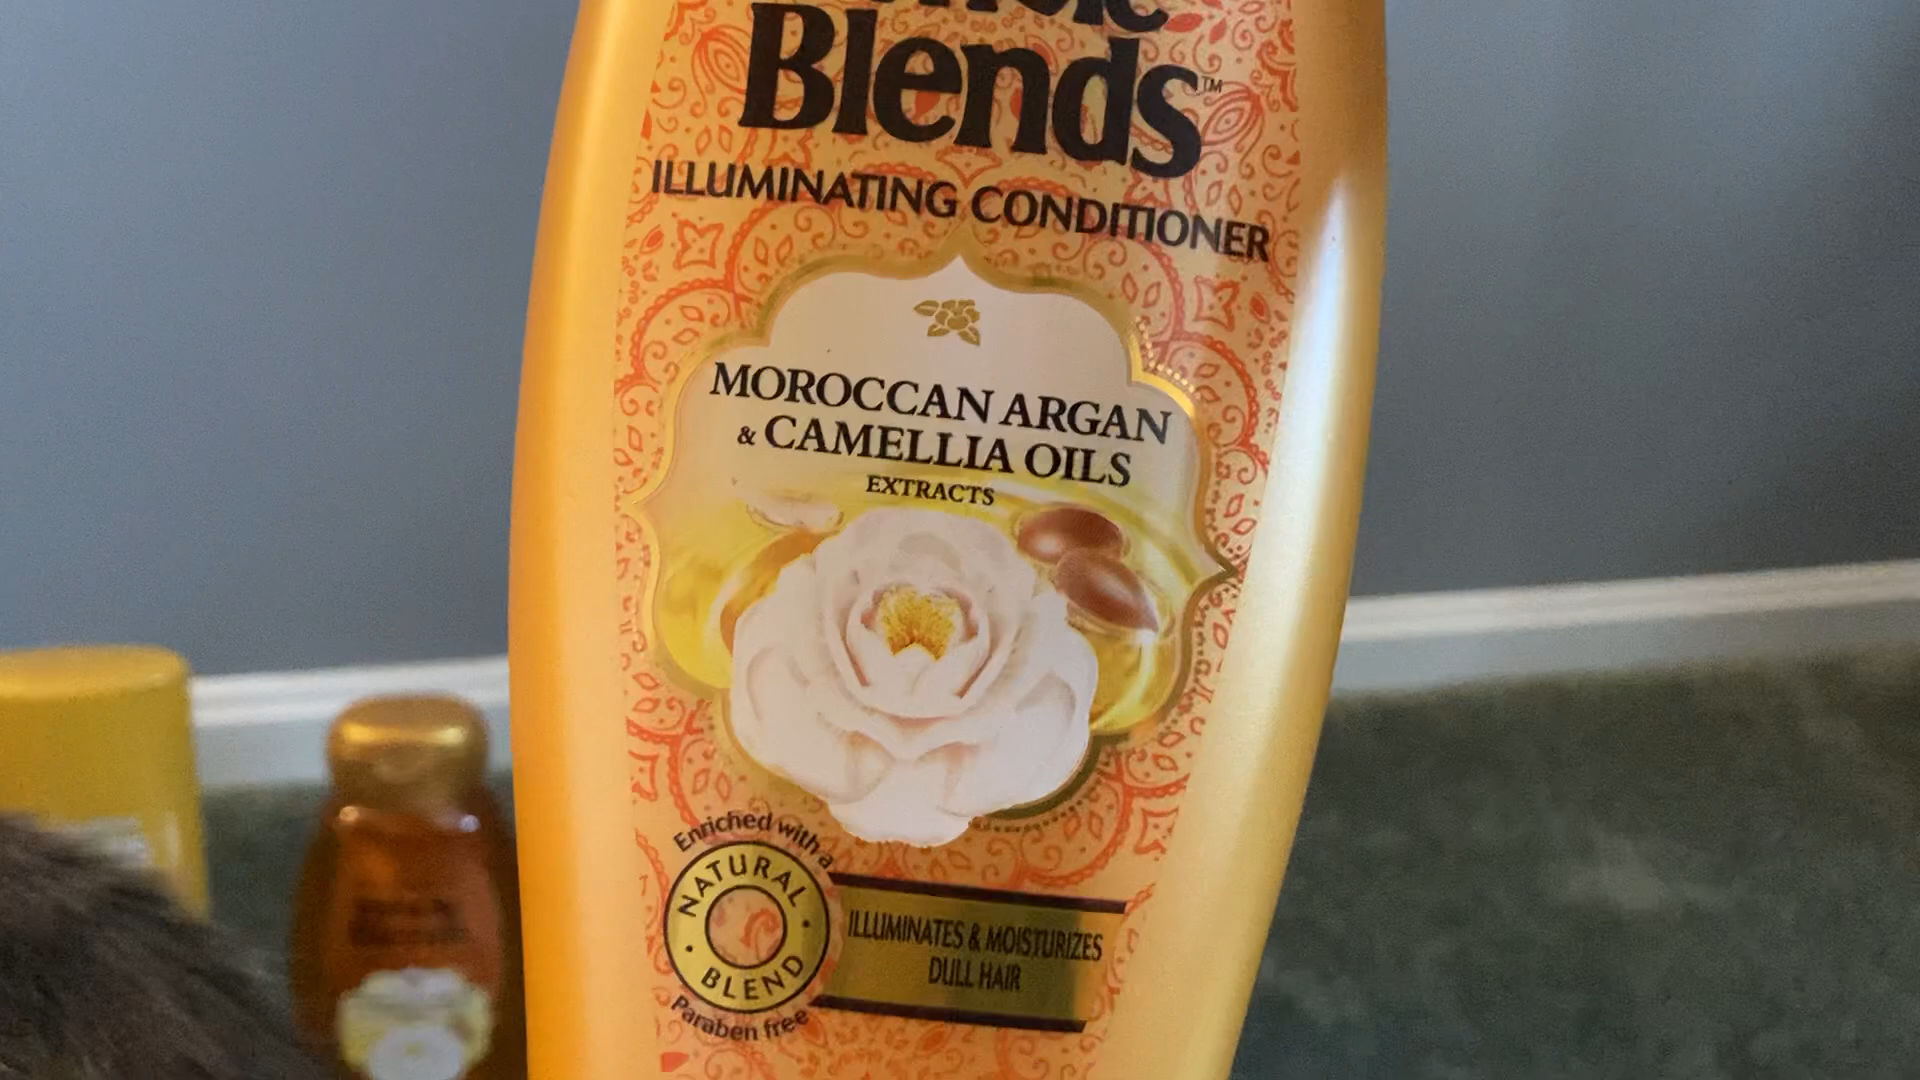 Blends™
ILLUMINATING CONDITIONER
MOROCCAN ARGAN
& CAMELLIA OILS
EXTRACTS
Enriched with a
NATURAL
BLEND
Paraben free
ILLUMINATES & MOISTURIZES
DULL HAIR